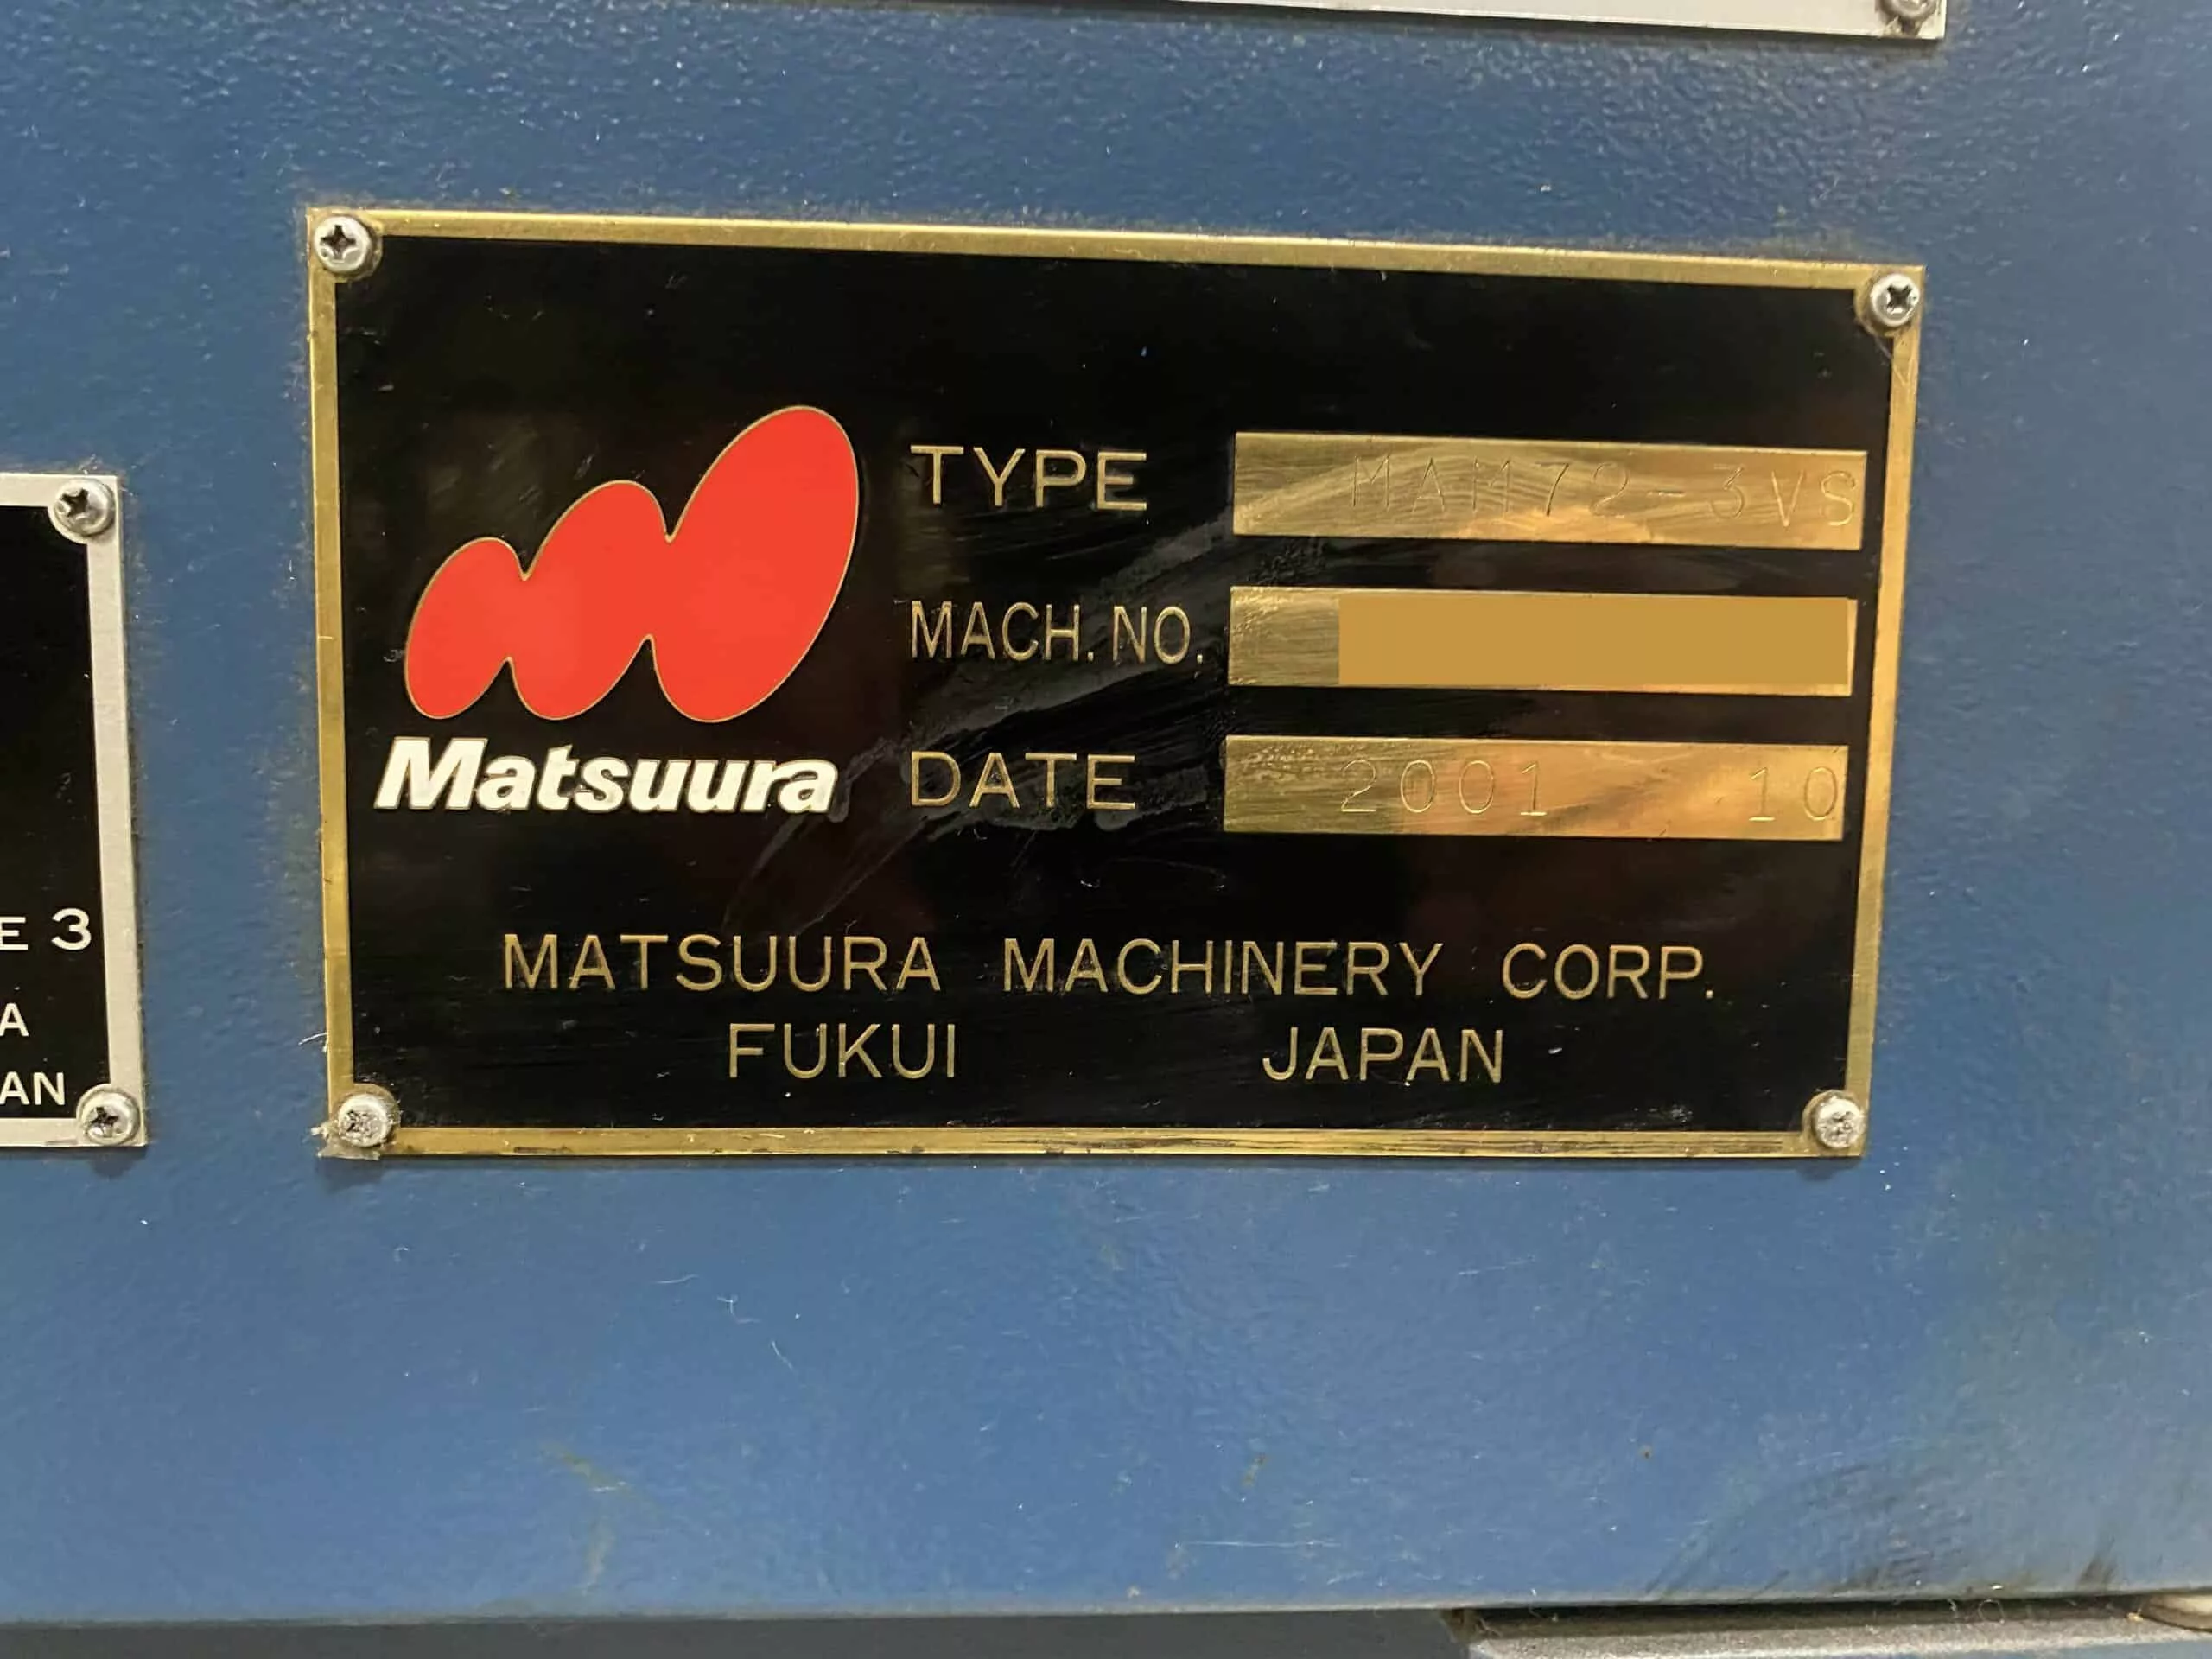 TYPE MAM72-3VS
MACH. NO.
Matsuura
DATE 2001 10
MATSUURA MACHINERY CORP.
FUKUI JAPAN
E 3
A
AN